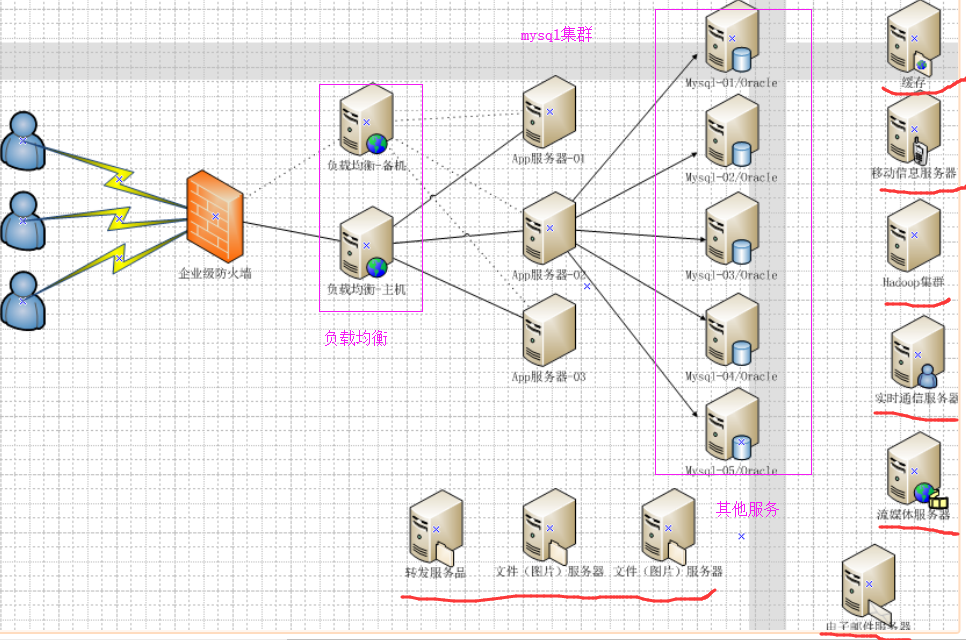 mysql集群
Mysql-01/Oracle
缓存
负载均衡-备机
App服务器-01
Mysql-02/Oracle
移动信息服务器
企业级防火墙
负载均衡-主机
App服务器-02
Mysql-03/Oracle
Hadoop集群
负载均衡
App服务器-03
Mysql-04/Oracle
实时通信服务器
Mysql-05/Oracle
其他服务
流媒体服务器
转发服务品
文件（图片）服务器
文件（图片）服务器
电子邮件服务器